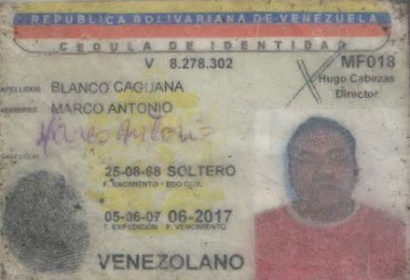 REPUBLICA BOLIVARIANA DE VENEZUELA
CEDULA DE IDENTIDAD
V 8.278.302
MF018
Hugo Cabezas
Director
APELLIDOS BLANCO CAGUANA
NOMBRES MARCO ANTONIO
Marco Antonio
25-08-68 SOLTERO
F. NACIMIENTO - EDO CIVIL
05-06-07 06-2017
F. EXPEDICION F. VENCIMIENTO
VENEZOLANO